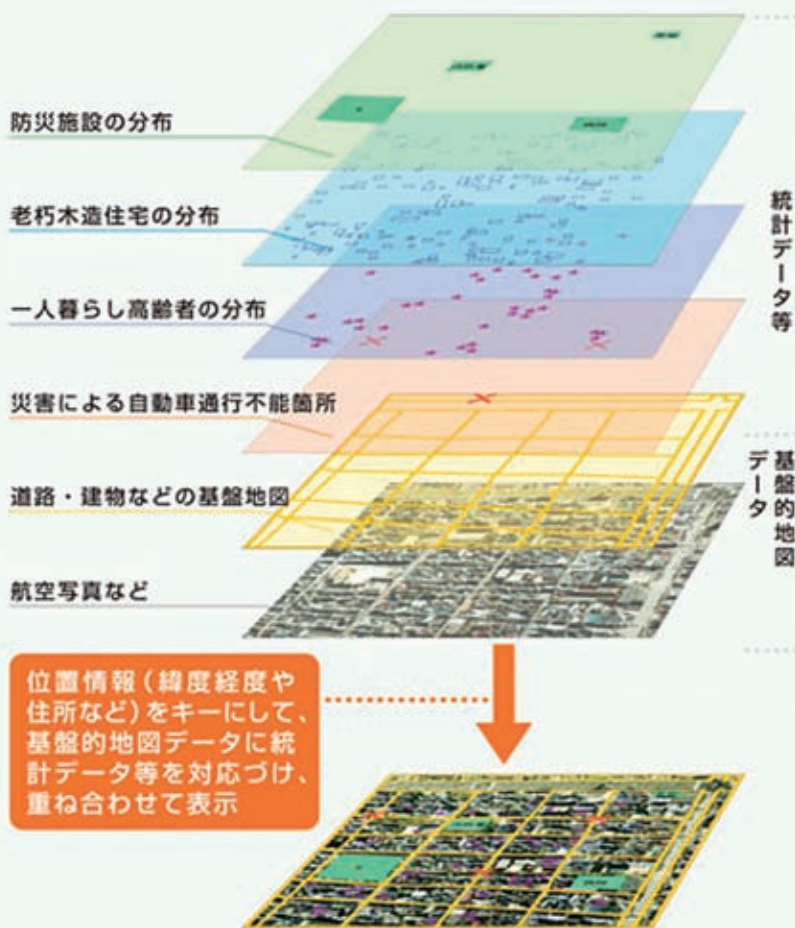 防災施設の分布
老朽木造住宅の分布
一人暮らし高齢者の分布
災害による自動車通行不能箇所
道路・建物などの基盤地図
航空写真など
統計データ等
基盤的地図
データ
位置情報(緯度経度や
住所など)をキーにして、
基盤的地図データに統
計データ等を対応づけ、
重ね合わせて表示